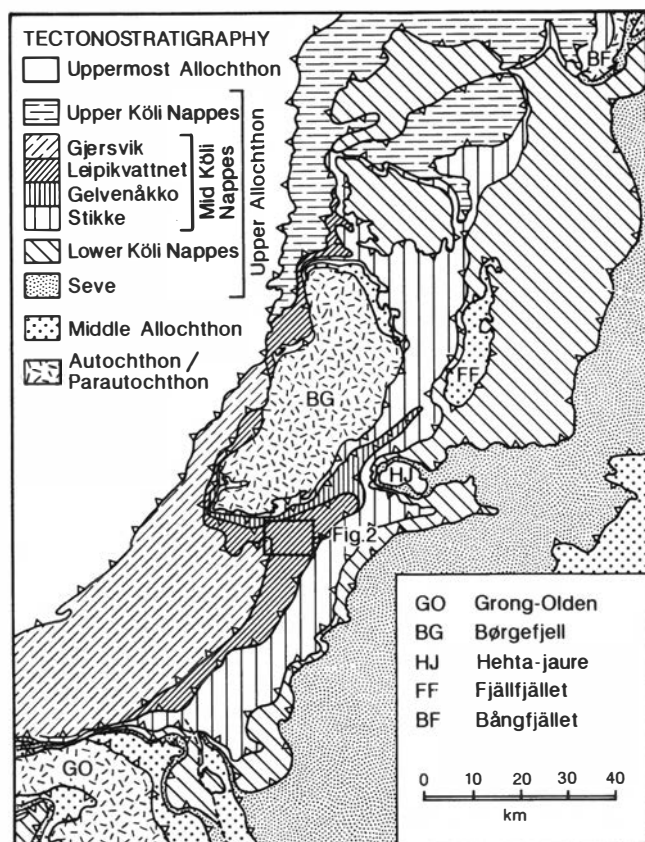 TECTONOSTRATIGRAPHY
Uppermost Allochthon
Upper Köli Nappes
Gjersvik
Leipikvattnet
Gelvenåkko
Stikke
Mid Köli
Nappes
Lower Köli Nappes
Seve
Upper Allochthon
Middle Allochthon
Autochthon /
Parautochthon
BF
BG
FF
HJ
Fig.2
GO
GO Grong-Olden
BG Børgefjell
HJ Hehta-jaure
FF Fjällfjället
BF Bångfjället
0 10 20 30 40
km